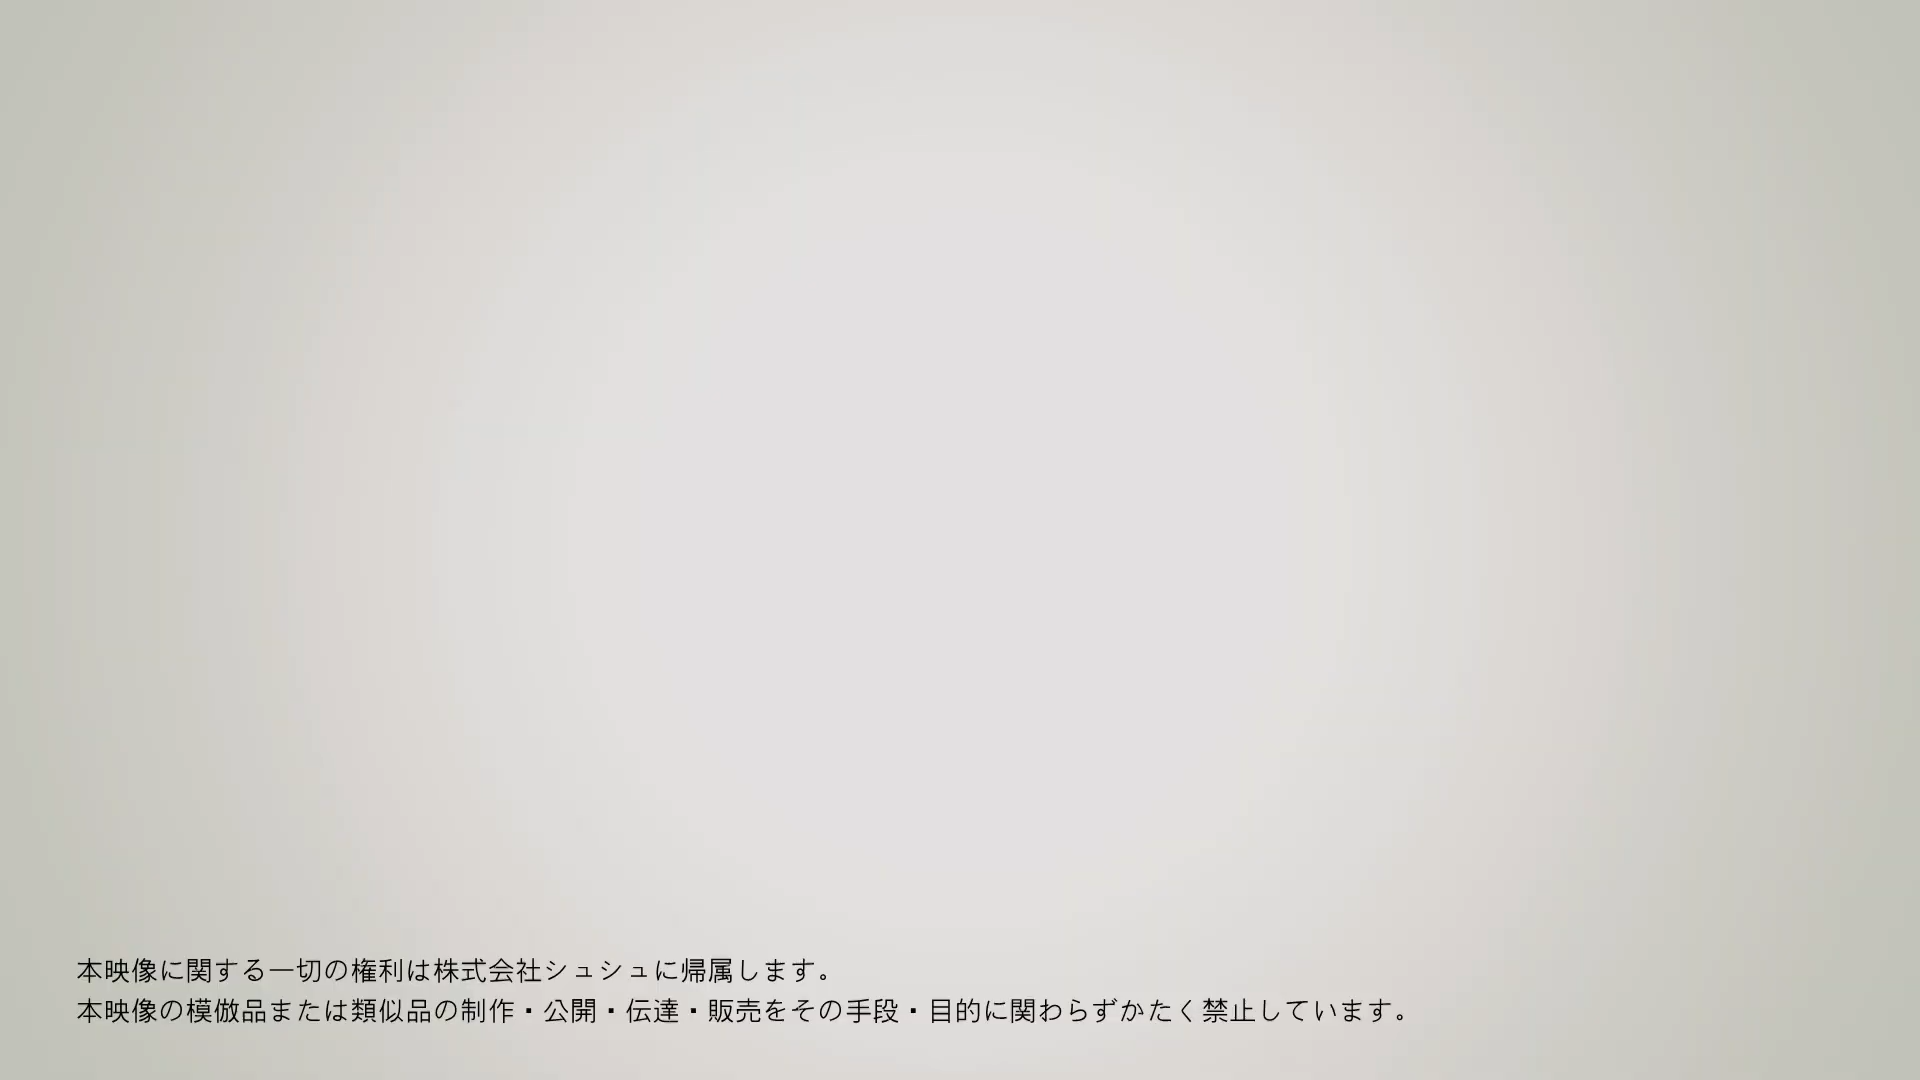 本映像に関する一切の権利は株式会社シュシュに帰属します。
本映像の模倣品または類似品の制作・公開・伝達・販売をその手段・目的に関わらずかたく禁止しています。